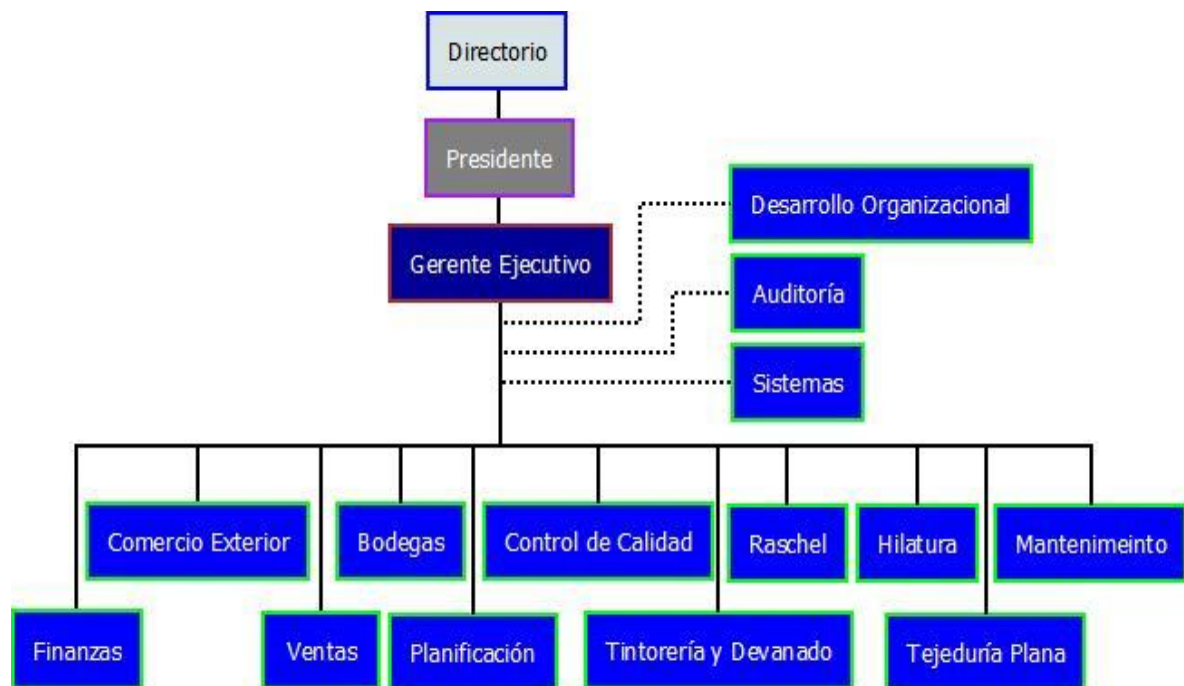 Directorio
Presidente
Desarrollo Organizacional
Gerente Ejecutivo
Auditoría
Sistemas
Comercio Exterior
Bodegas
Control de Calidad
Raschel
Hilatura
Mantenimeinto
Finanzas
Ventas
Planificación
Tintorería y Devanado
Tejeduría Plana